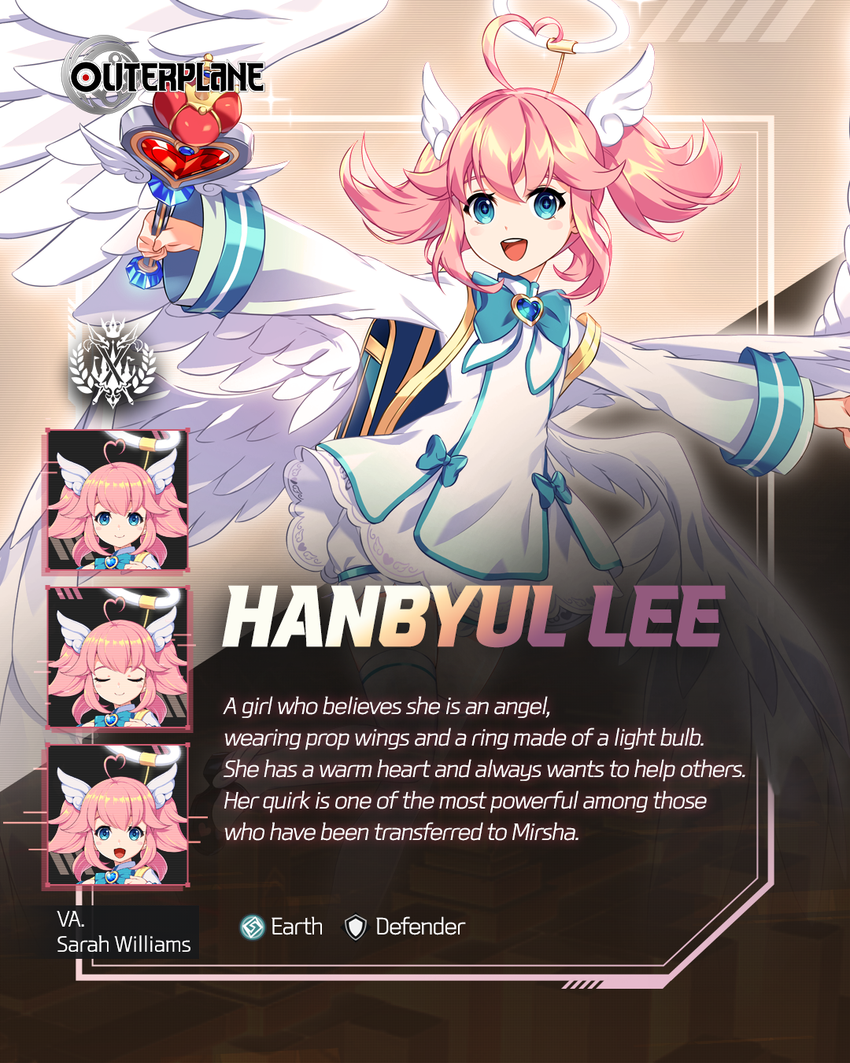 OUTERPLANE
HANBYUL LEE
A girl who believes she is an angel,
wearing prop wings and a ring made of a light bulb.
She has a warm heart and always wants to help others.
Her quirk is one of the most powerful among those
who have been transferred to Mirsha.
VA.
Sarah Williams
Earth Defender